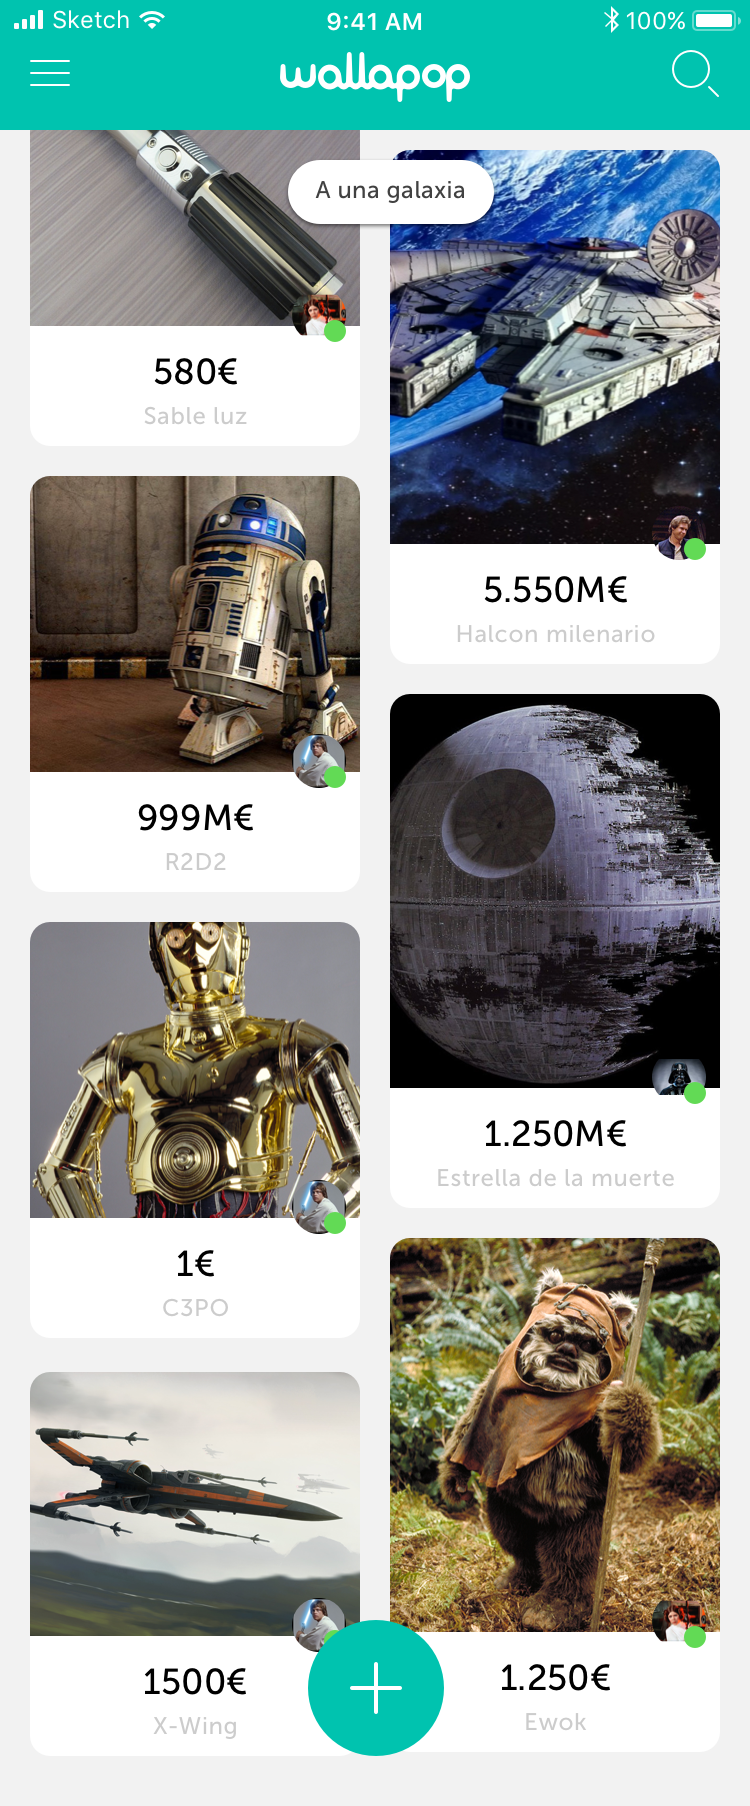 Sketch
9:41 AM
100%
wallapop
A una galaxia
580€
Sable luz
5.550M€
Halcon milenario
999M€
R2D2
1.250M€
Estrella de la muerte
1€
C3PO
1500€
X-Wing
1.250€
Ewok